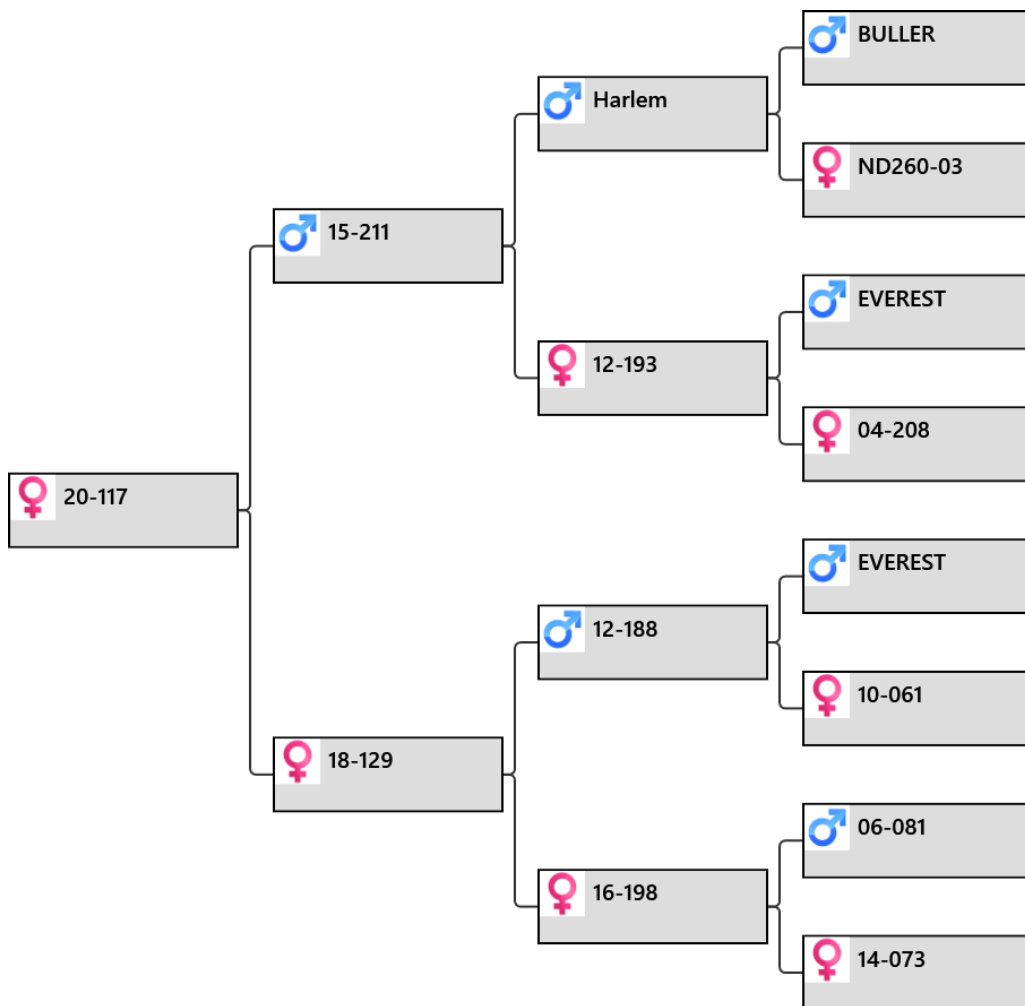 BULLER
Harlem
ND260-03
15-211
EVEREST
12-193
04-208
20-117
EVEREST
12-188
10-061
18-129
06-081
16-198
14-073